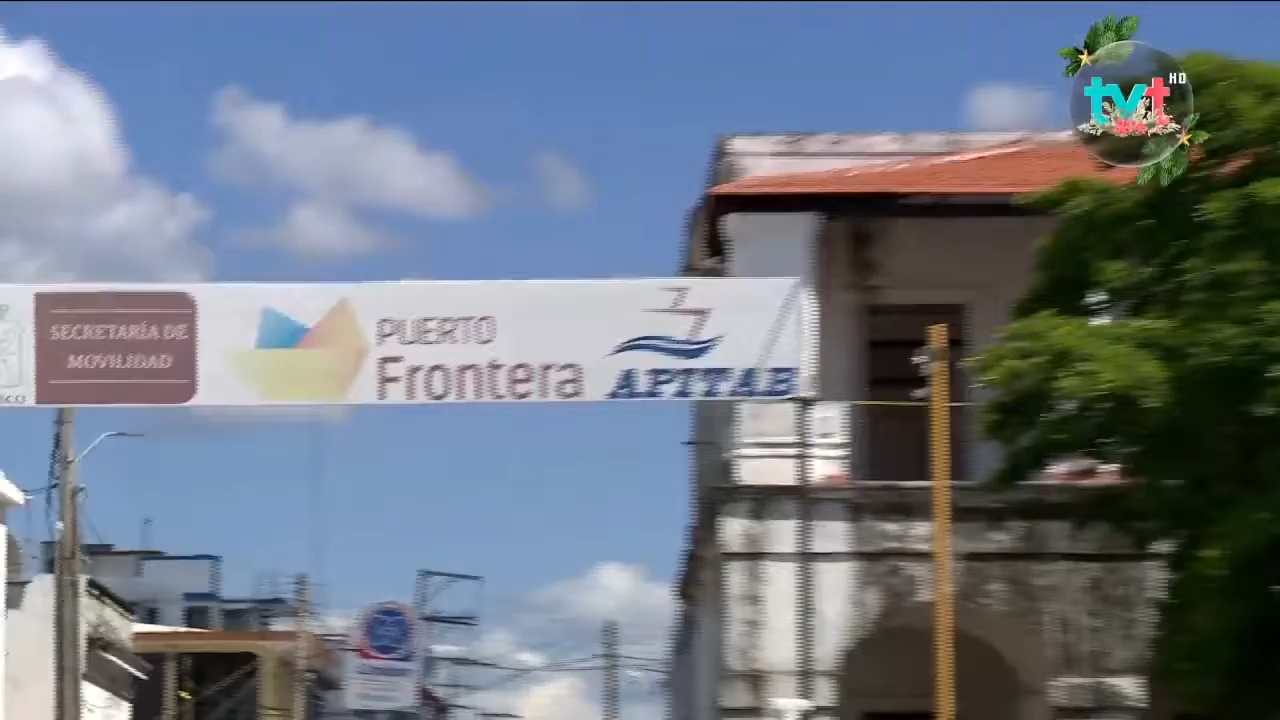 tvt HD
SECRETARÍA DE
MOVILIDAD
PUERTO
Frontera
APITAB